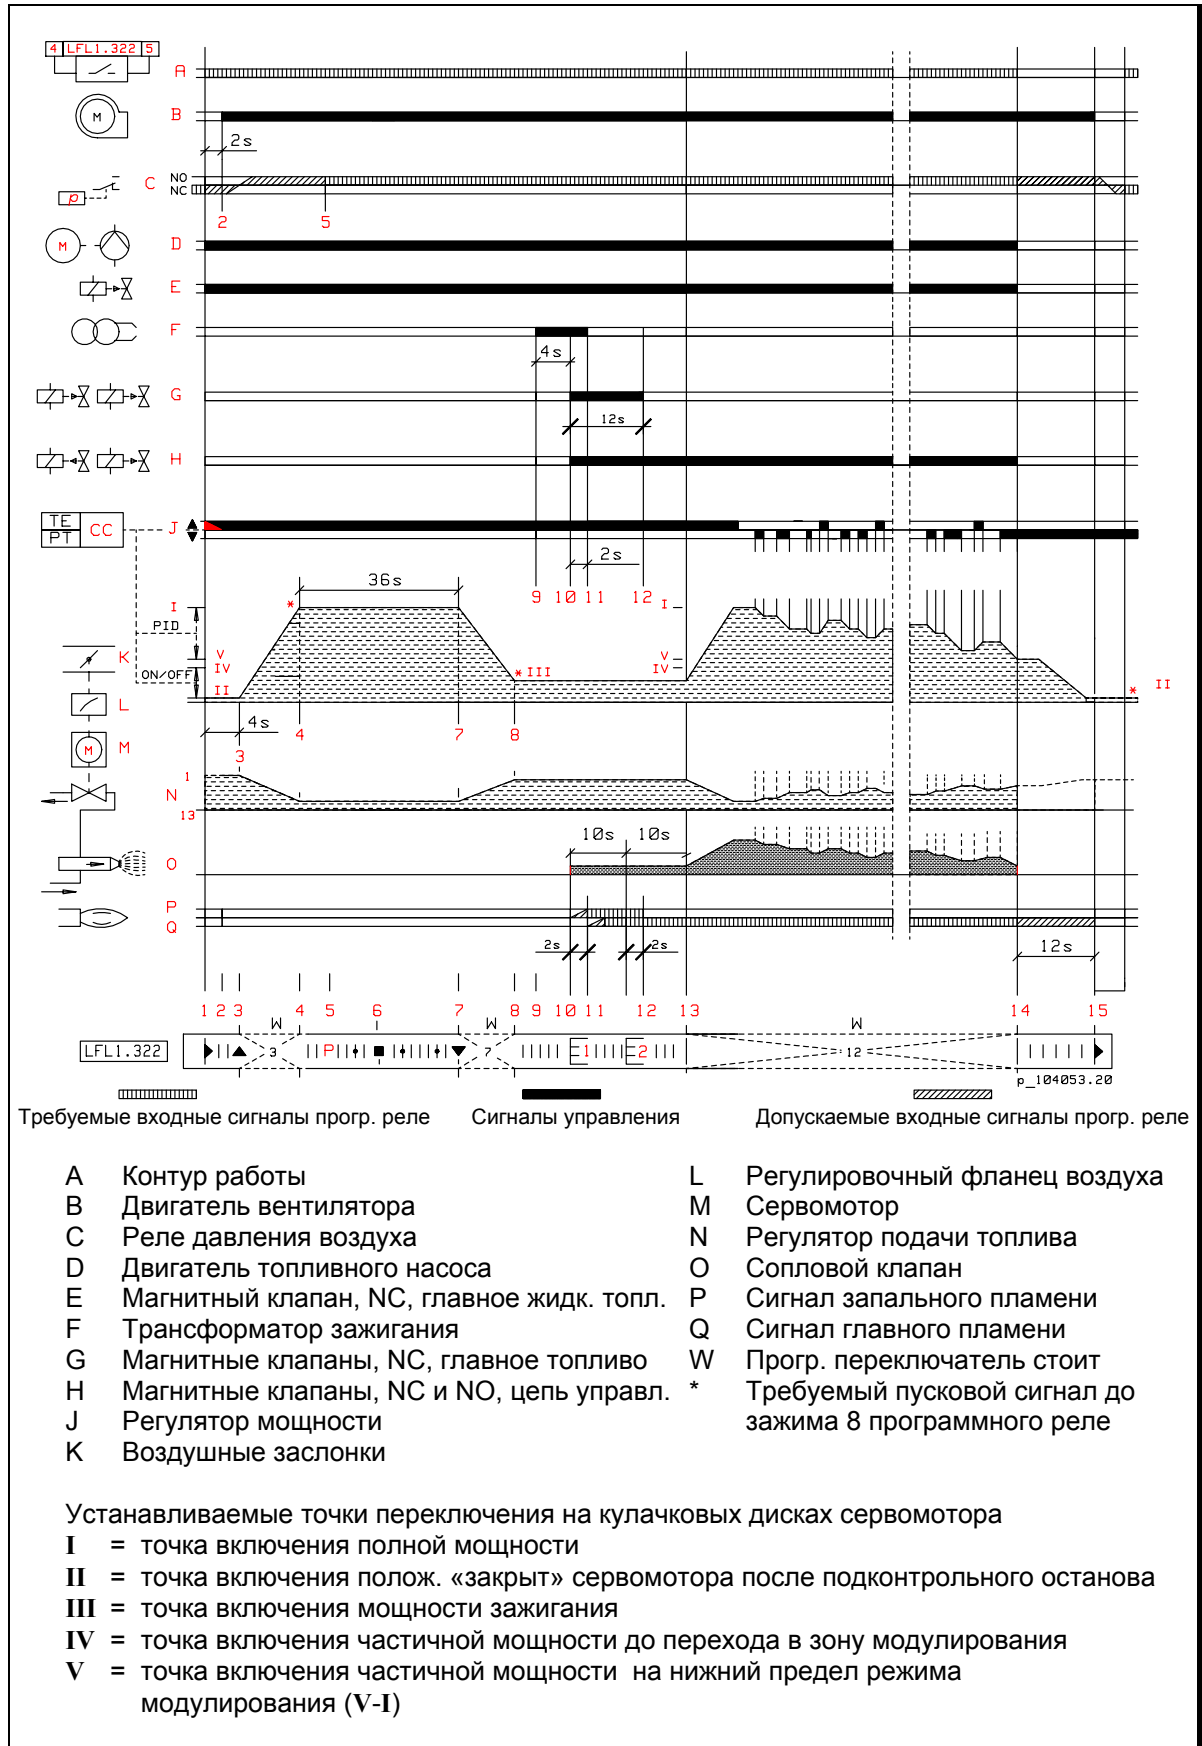 4 LFL1.322 5
A
M B
2s
p C NO
NC
2 5
M D
E
F
4s
G
12s
H
TE
PT CC J
2s
36s
9 10 11 12
I * I
PID
K V V
IV * III IV
ON/OFF
II * II
L
4s
4 7 8
3
M M
1
N
13
10s 10s
O
P
Q
2s 2s 12s
1 2 3 4 5 6 7 8 9 10 11 12 13 14 15
W W W
LFL1.322 3 P 7 E1 E2 12
p_104053.20
Требуемые входные сигналы прогр. реле Сигналы управления Допускаемые входные сигналы прогр. реле
A Контур работы
B Двигатель вентилятора
C Реле давления воздуха
D Двигатель топливного насоса
E Магнитный клапан, NC, главное жидк. топл.
F Трансформатор зажигания
G Магнитные клапаны, NC, главное топливо
H Магнитные клапаны, NC и NO, цепь управл.
J Регулятор мощности
K Воздушные заслонки
L Регулировочный фланец воздуха
M Сервомотор
N Регулятор подачи топлива
O Сопловой клапан
P Сигнал запального пламени
Q Сигнал главного пламени
W Прогр. переключатель стоит
* Требуемый пусковой сигнал до
зажима 8 программного реле
Устанавливаемые точки переключения на кулачковых дисках сервомотора
I = точка включения полной мощности
II = точка включения полож. «закрыт» сервомотора после подконтрольного останова
III = точка включения мощности зажигания
IV = точка включения частичной мощности до перехода в зону модулирования
V = точка включения частичной мощности на нижний предел режима
модулирования (V-I)